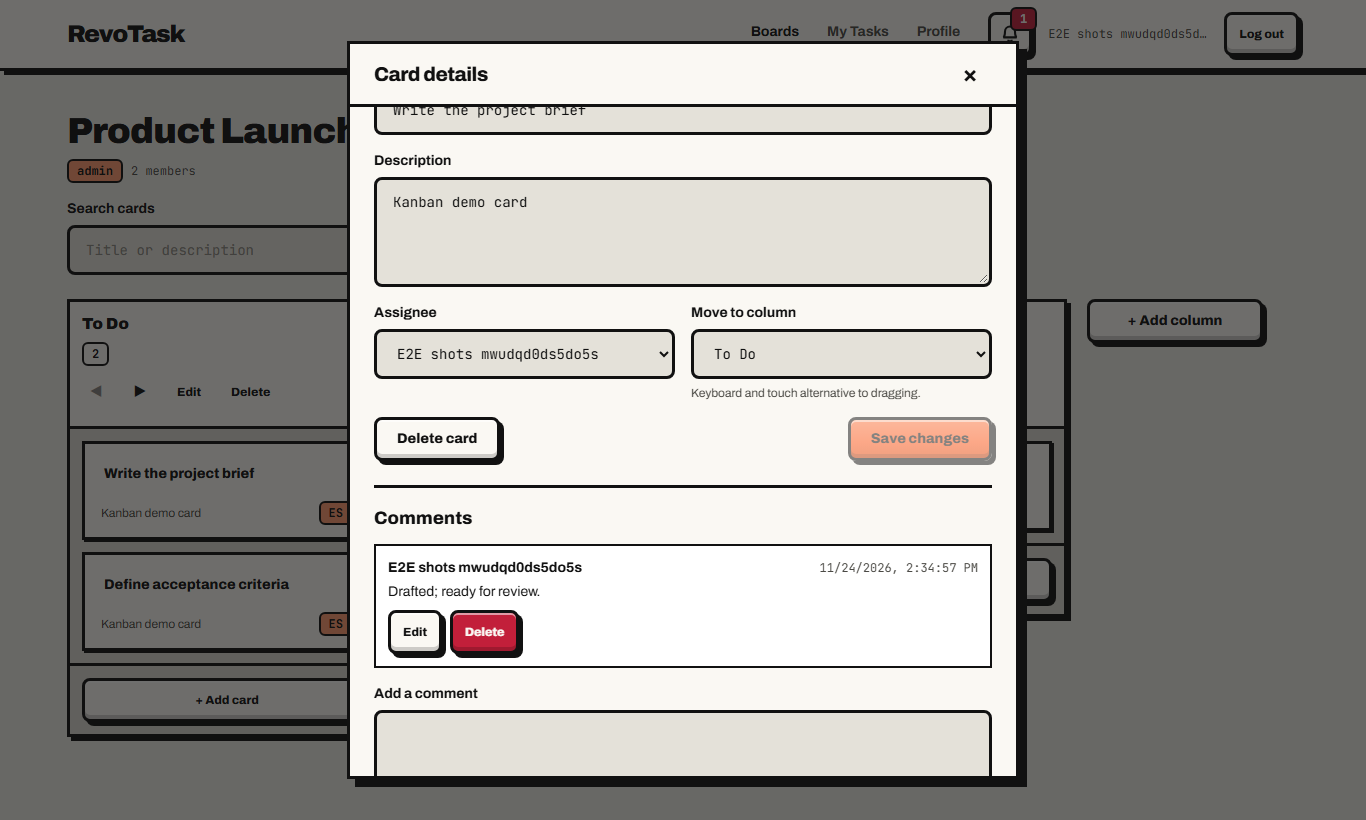 RevoTask
Boards
My Tasks
Profile
1
E2E shots mwudqd0ds5d…
Log out
Product Launch
admin
2 members
Search cards
Title or description
To Do
2
◀
▶
Edit
Delete
Write the project brief
Kanban demo card
ES
Define acceptance criteria
Kanban demo card
ES
+ Add card
+ Add column
Card details
×
Write the project brief
Description
Kanban demo card
Assignee
Move to column
E2E shots mwudqd0ds5do5s
To Do
Keyboard and touch alternative to dragging.
Delete card
Save changes
Comments
E2E shots mwudqd0ds5do5s
11/24/2026, 2:34:57 PM
Drafted; ready for review.
Edit
Delete
Add a comment